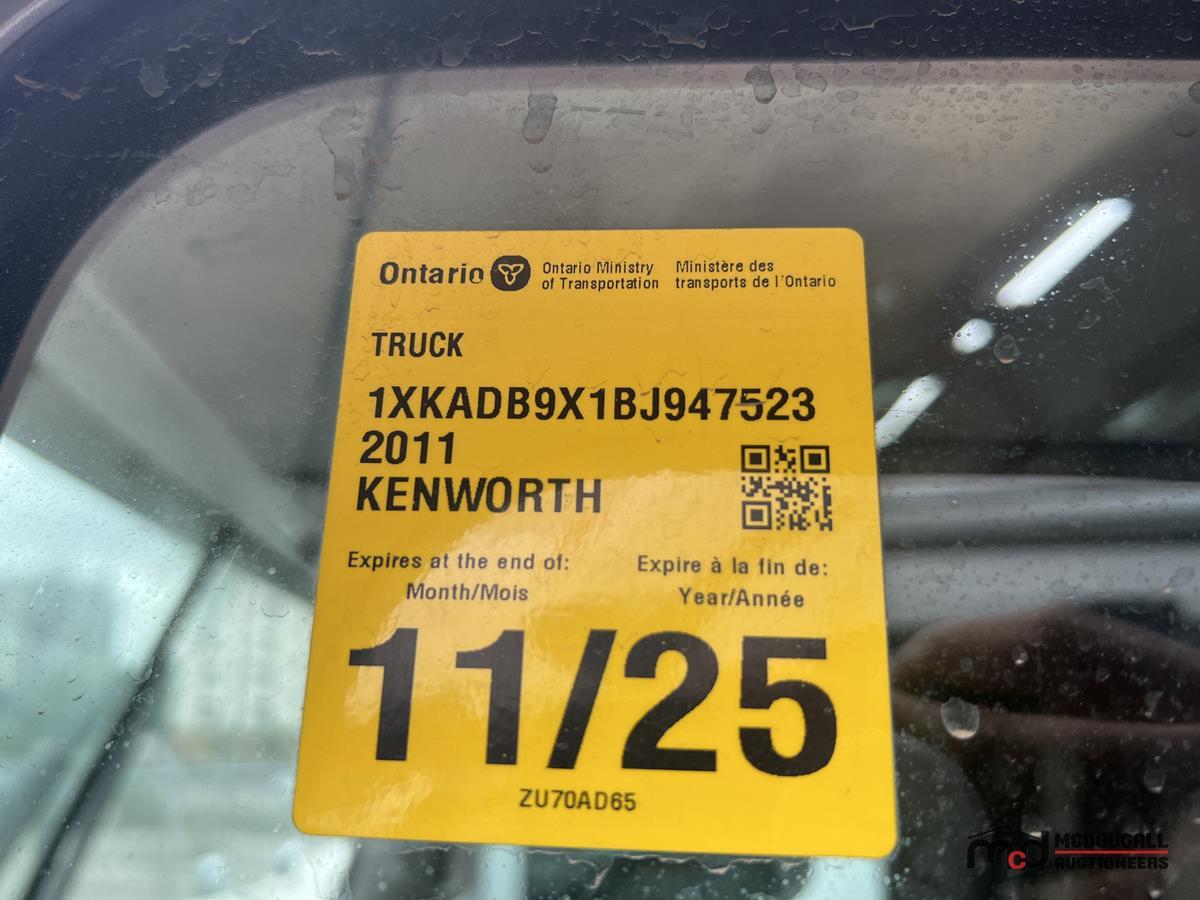 Ontario Ontario Ministry of Transportation Ministère des transports de l'Ontario
TRUCK
1XKADB9X1BJ947523
2011
KENWORTH
Expires at the end of: Expire à la fin de:
Month/Mois Year/Année
11/25
ZU70AD65
mcd MCDOUGALL AUCTIONEERS